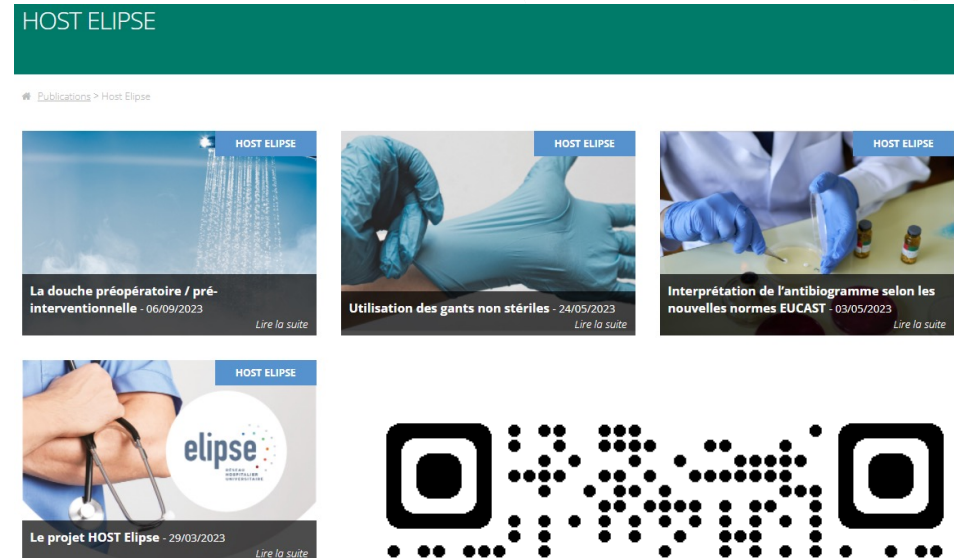 HOST ELIPSE
Publications > Host Elipse
HOST ELIPSE
La douche préopératoire / pré-
interventionnelle - 06/09/2023
Lire la suite
HOST ELIPSE
Utilisation des gants non stériles - 24/05/2023
Lire la suite
HOST ELIPSE
Interprétation de l'antibiogramme selon les
nouvelles normes EUCAST - 03/05/2023
Lire la suite
HOST ELIPSE
elipse
RÉSEAU
HOSPITALIER
UNIVERSITAIRE
Le projet HOST Elipse - 29/03/2023
Lire la suite